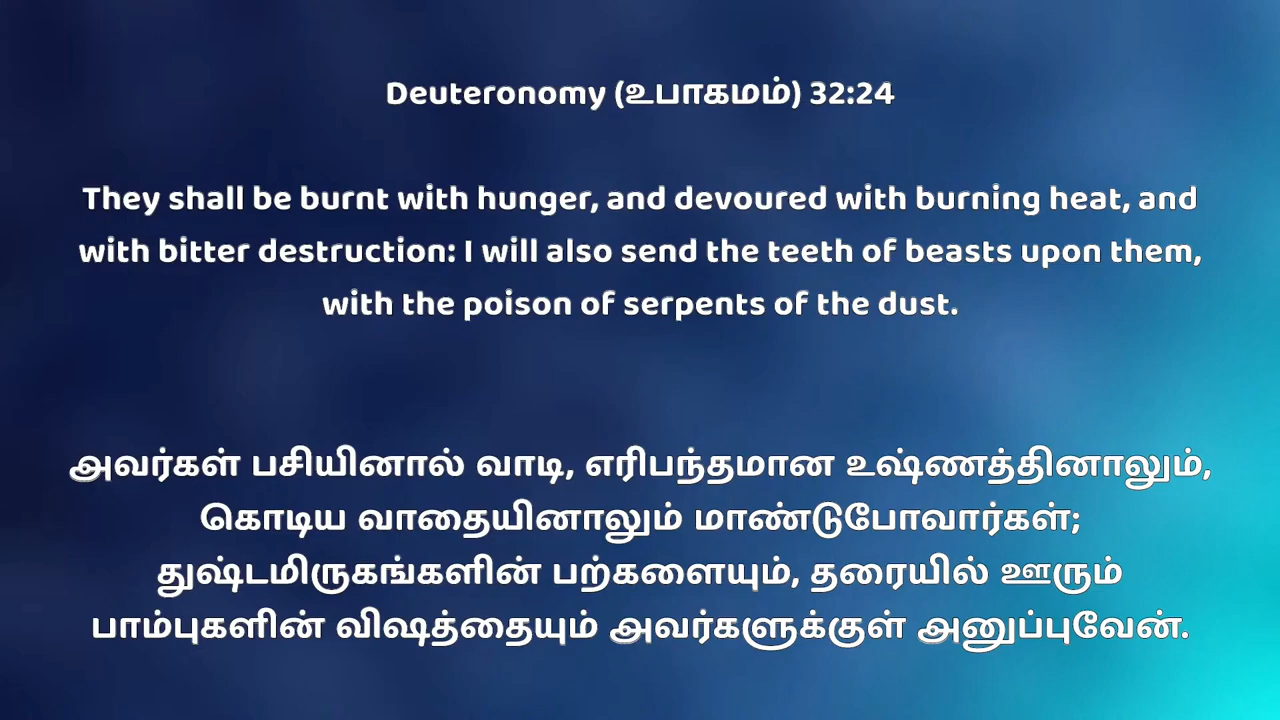 Deuteronomy (உபாகமம்) 32:24
They shall be burnt with hunger, and devoured with burning heat, and
with bitter destruction: I will also send the teeth of beasts upon them,
with the poison of serpents of the dust.
அவர்கள் பசியினால் வாடி, எரிபந்தமான உஷ்ணத்தினாலும்,
கொடிய வாதையினாலும் மாண்டுபோவார்கள்;
துஷ்டமிருகங்களின் பற்களையும், தரையில் ஊரும்
பாம்புகளின் விஷத்தையும் அவர்களுக்குள் அனுப்புவேன்.